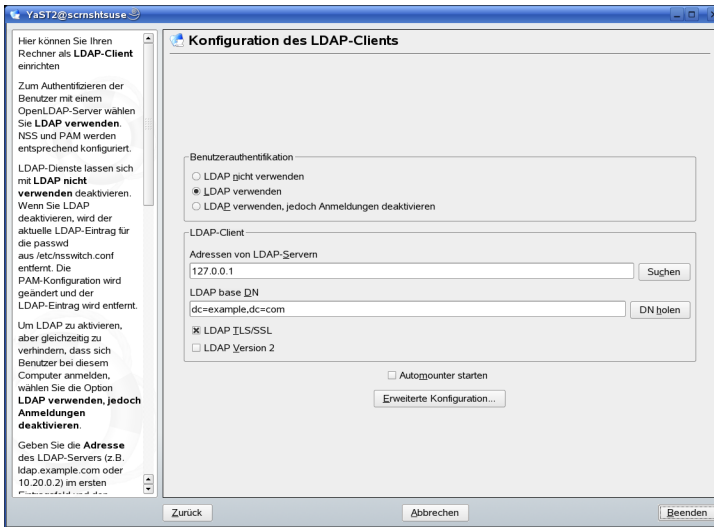 YaST2@scrnshtsuse
Hier können Sie Ihren
Rechner als LDAP-Client
einrichten
Zum Authentifizieren der
Benutzer mit einem
OpenLDAP-Server wählen
Sie LDAP verwenden.
NSS und PAM werden
entsprechend konfiguriert.
LDAP-Dienste lassen sich
mit LDAP nicht
verwenden deaktivieren.
Wenn Sie LDAP
deaktivieren, wird der
aktuelle LDAP-Eintrag für
die passwd
aus /etc/nsswitch.conf
entfernt. Die
PAM-Konfiguration wird
geändert und der
LDAP-Eintrag wird entfernt.
Um LDAP zu aktivieren,
aber gleichzeitig zu
verhindern, dass sich
Benutzer bei diesem
Computer anmelden,
wählen Sie die Option
LDAP verwenden, jedoch
Anmeldungen
deaktivieren.
Geben Sie die Adresse
des LDAP-Servers (z.B.
ldap.example.com oder
10.20.0.2) im ersten
Konfiguration des LDAP-Clients
Benutzerauthentifikation
LDAP nicht verwenden
LDAP verwenden
LDAP verwenden, jedoch Anmeldungen deaktivieren
LDAP-Client
Adressen von LDAP-Servern
127.0.0.1
Suchen
LDAP base DN
dc=example,dc=com
DN holen
LDAP TLS/SSL
LDAP Version 2
Automounter starten
Erweiterte Konfiguration...
Zurück
Abbrechen
Beenden